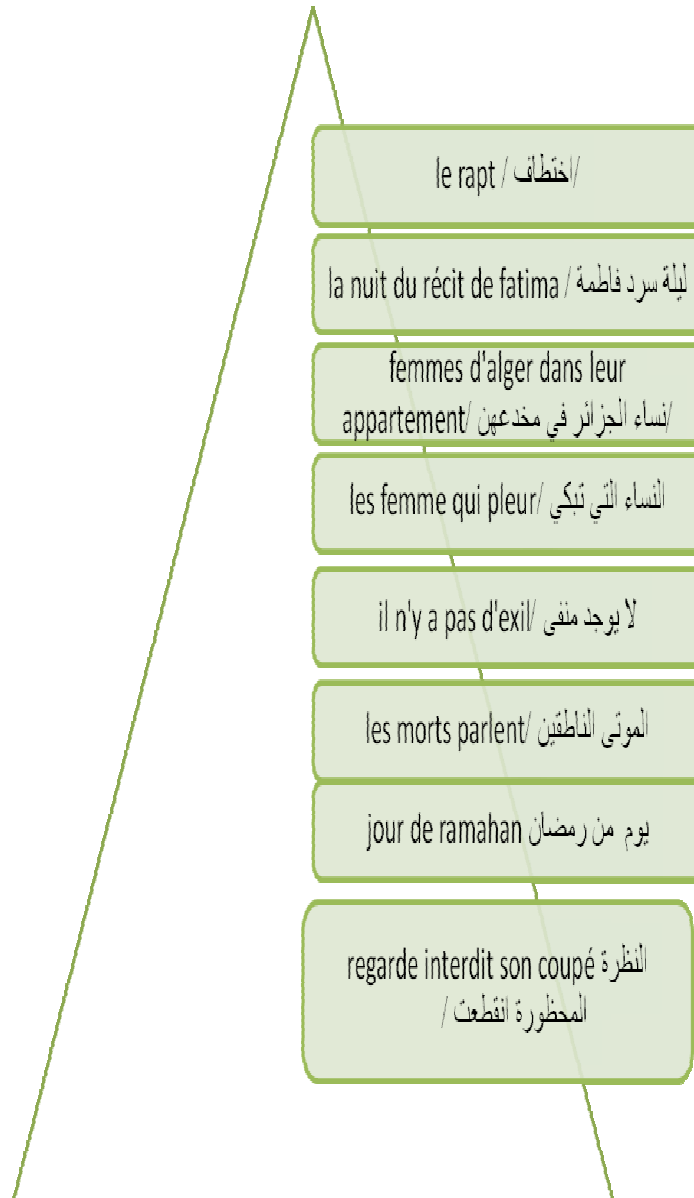 le rapt / اختطاف/
la nuit du récit de fatima / ليلة سرد فاطمة
femmes d'alger dans leur
appartement/ نساء الجزائر في مخدعهن/
les femme qui pleur/ النساء التي تبكي
il n'y a pas d'exil/ لا يوجد منفى
les morts parlent/ الموتى الناطقين
jour de ramahan يوم من رمضان
regarde interdit son coupé النظرة
المحظورة انقطعت /